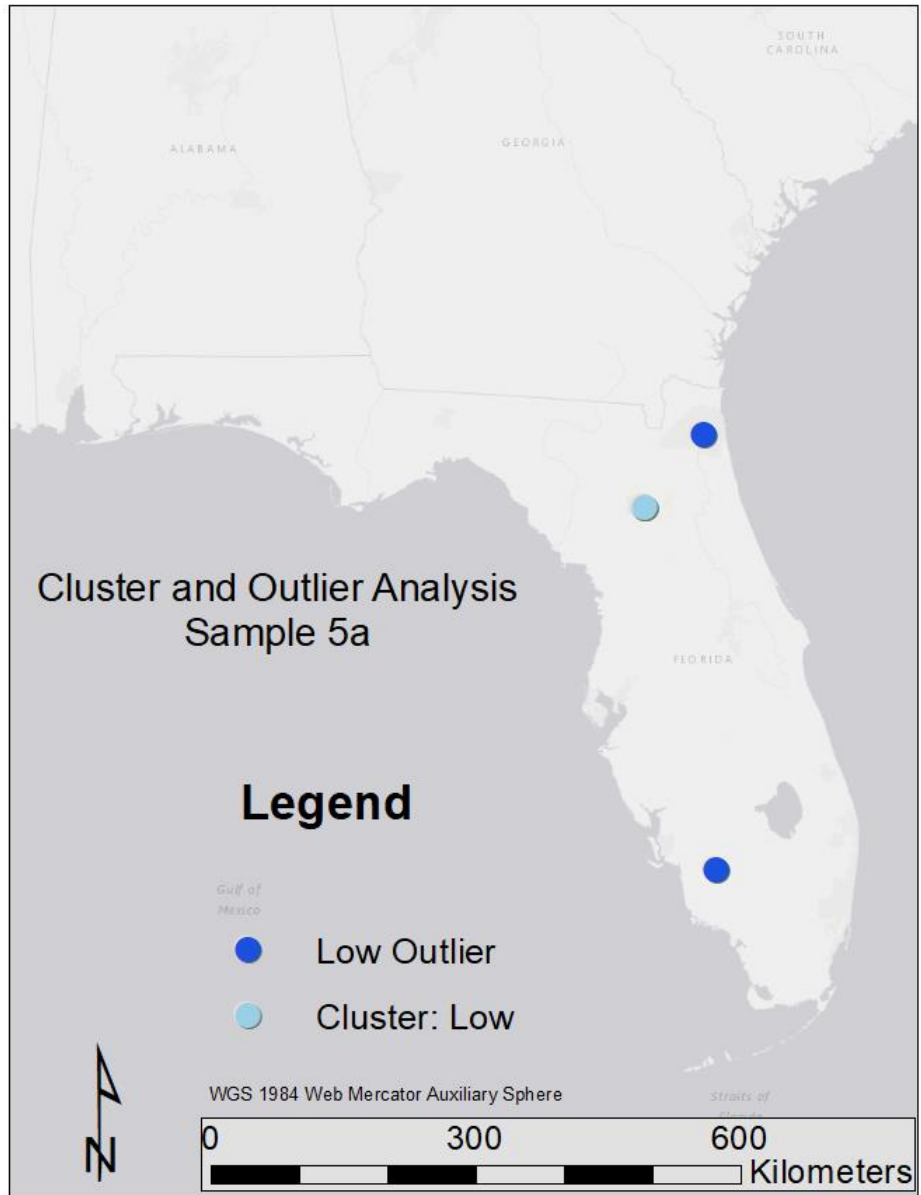 SOUTH
CAROLINA
ALABAMA
GEORGIA
Cluster and Outlier Analysis
Sample 5a
FLORIDA
Legend
Gulf of
Mexico
Low Outlier
Cluster: Low
WGS 1984 Web Mercator Auxiliary Sphere
Straits of
N
0 300 600
Kilometers